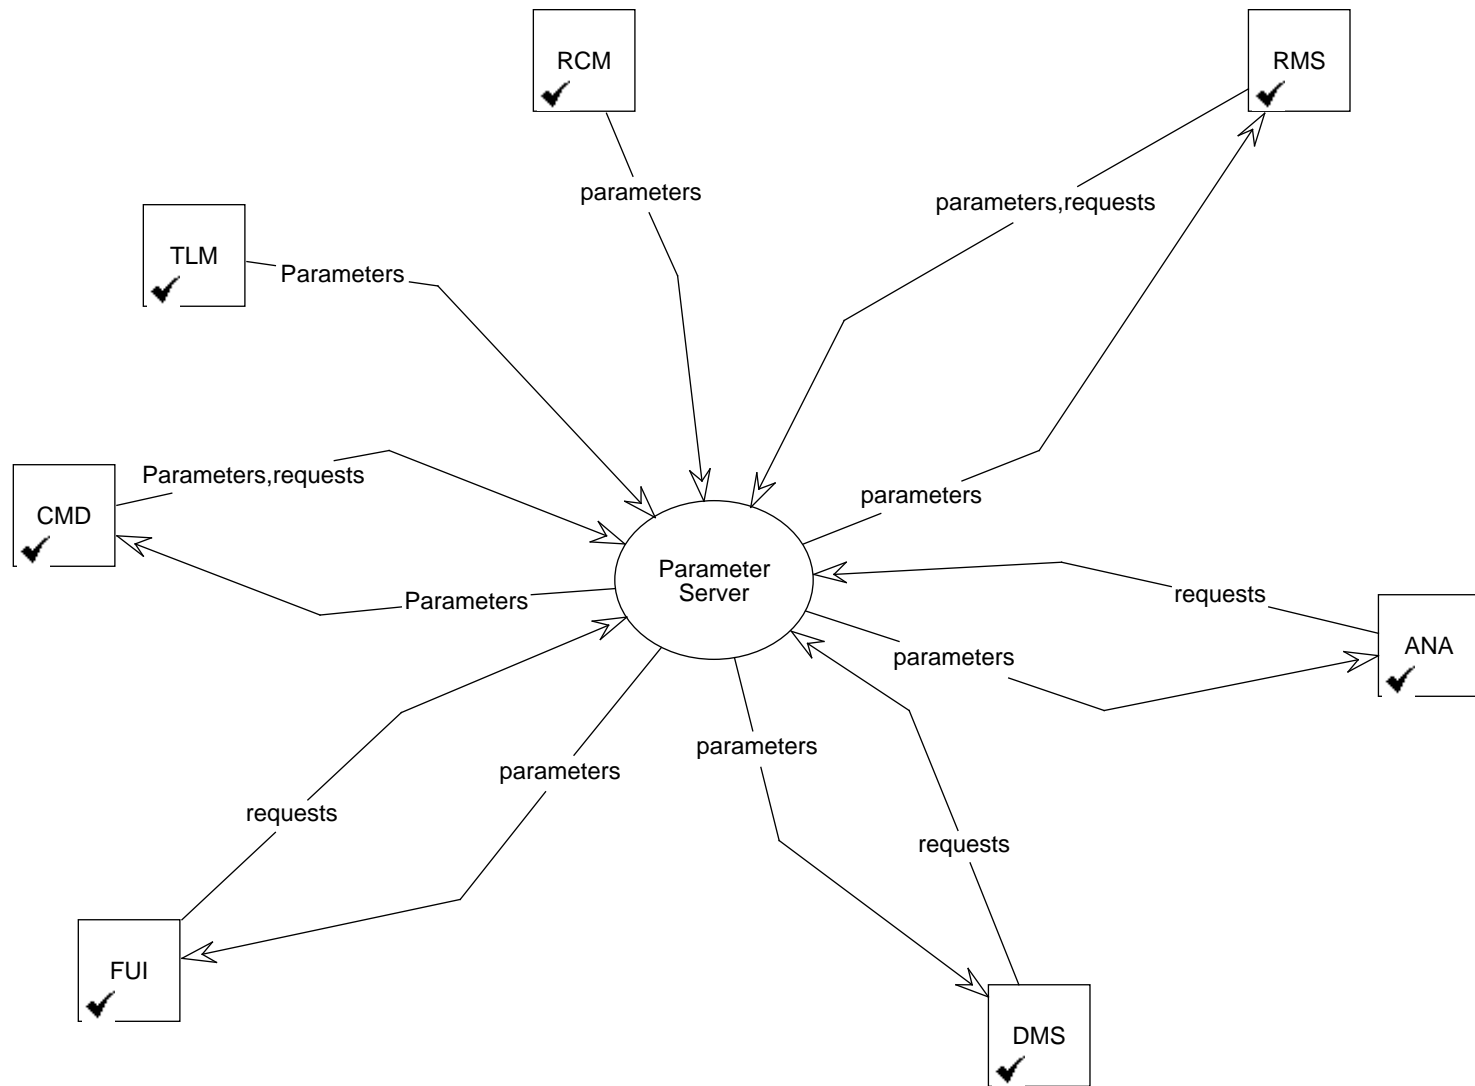 RCM
RMS
parameters
parameters,requests
TLM
Parameters
Parameters,requests
parameters
CMD
Parameter
Server
Parameters
requests
parameters
ANA
parameters
parameters
requests
requests
FUI
DMS